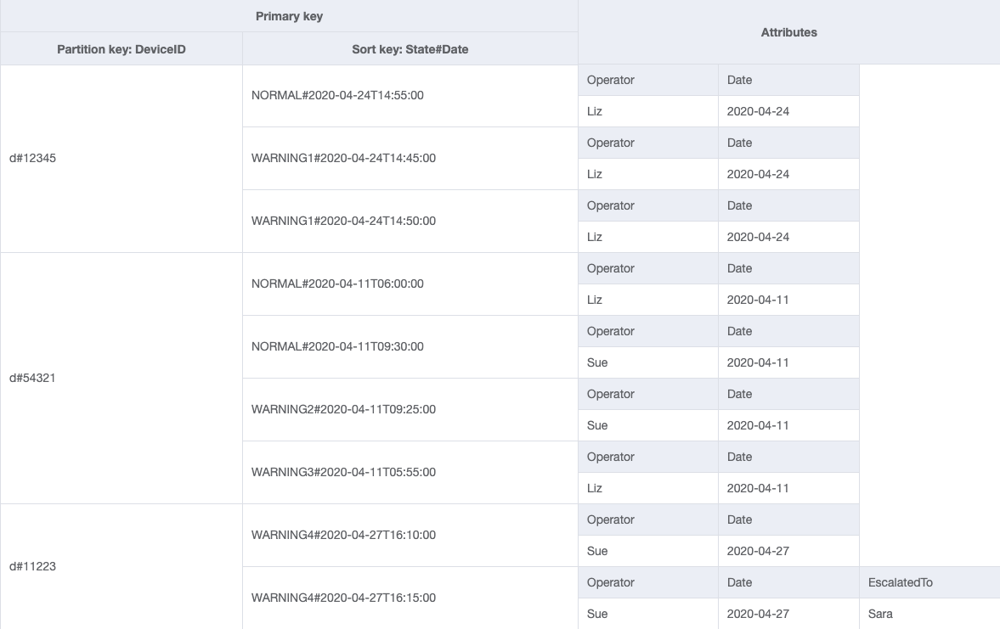 Primary key
Attributes
Partition key: DeviceID Sort key: State#Date
d#12345
NORMAL#2020-04-24T14:55:00
Operator Date
Liz 2020-04-24
WARNING1#2020-04-24T14:45:00
Operator Date
Liz 2020-04-24
WARNING1#2020-04-24T14:50:00
Operator Date
Liz 2020-04-24
d#54321
NORMAL#2020-04-11T06:00:00
Operator Date
Liz 2020-04-11
NORMAL#2020-04-11T09:30:00
Operator Date
Sue 2020-04-11
WARNING2#2020-04-11T09:25:00
Operator Date
Sue 2020-04-11
WARNING3#2020-04-11T05:55:00
Operator Date
Liz 2020-04-11
d#11223
WARNING4#2020-04-27T16:10:00
Operator Date
Sue 2020-04-27
WARNING4#2020-04-27T16:15:00
Operator Date EscalatedTo
Sue 2020-04-27 Sara